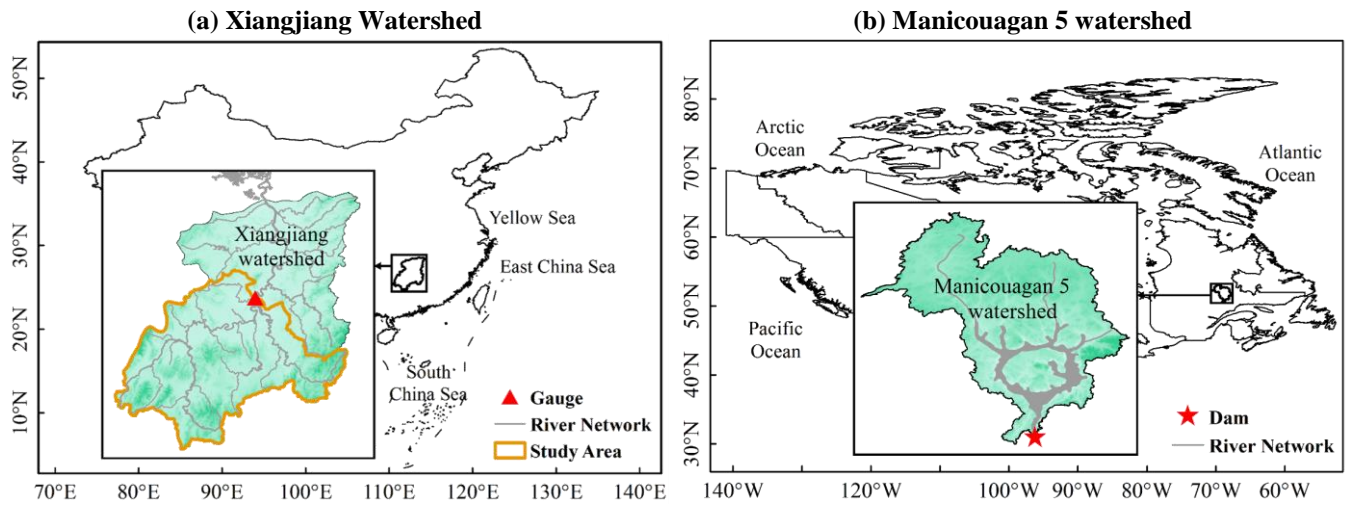 (a) Xiangjiang Watershed
50°N
40°N
30°N
20°N
10°N
Xiangjiang
watershed
Yellow Sea
East China Sea
South
China Sea
Gauge
River Network
Study Area
70°E
80°E
90°E
100°E
110°E
120°E
130°E
140°E
(b) Manicouagan 5 watershed
80°N
70°N
60°N
50°N
40°N
30°N
Arctic
Ocean
Atlantic
Ocean
Manicouagan 5
watershed
Pacific
Ocean
Dam
River Network
140°W
120°W
100°W
90°W
80°W
70°W
60°W